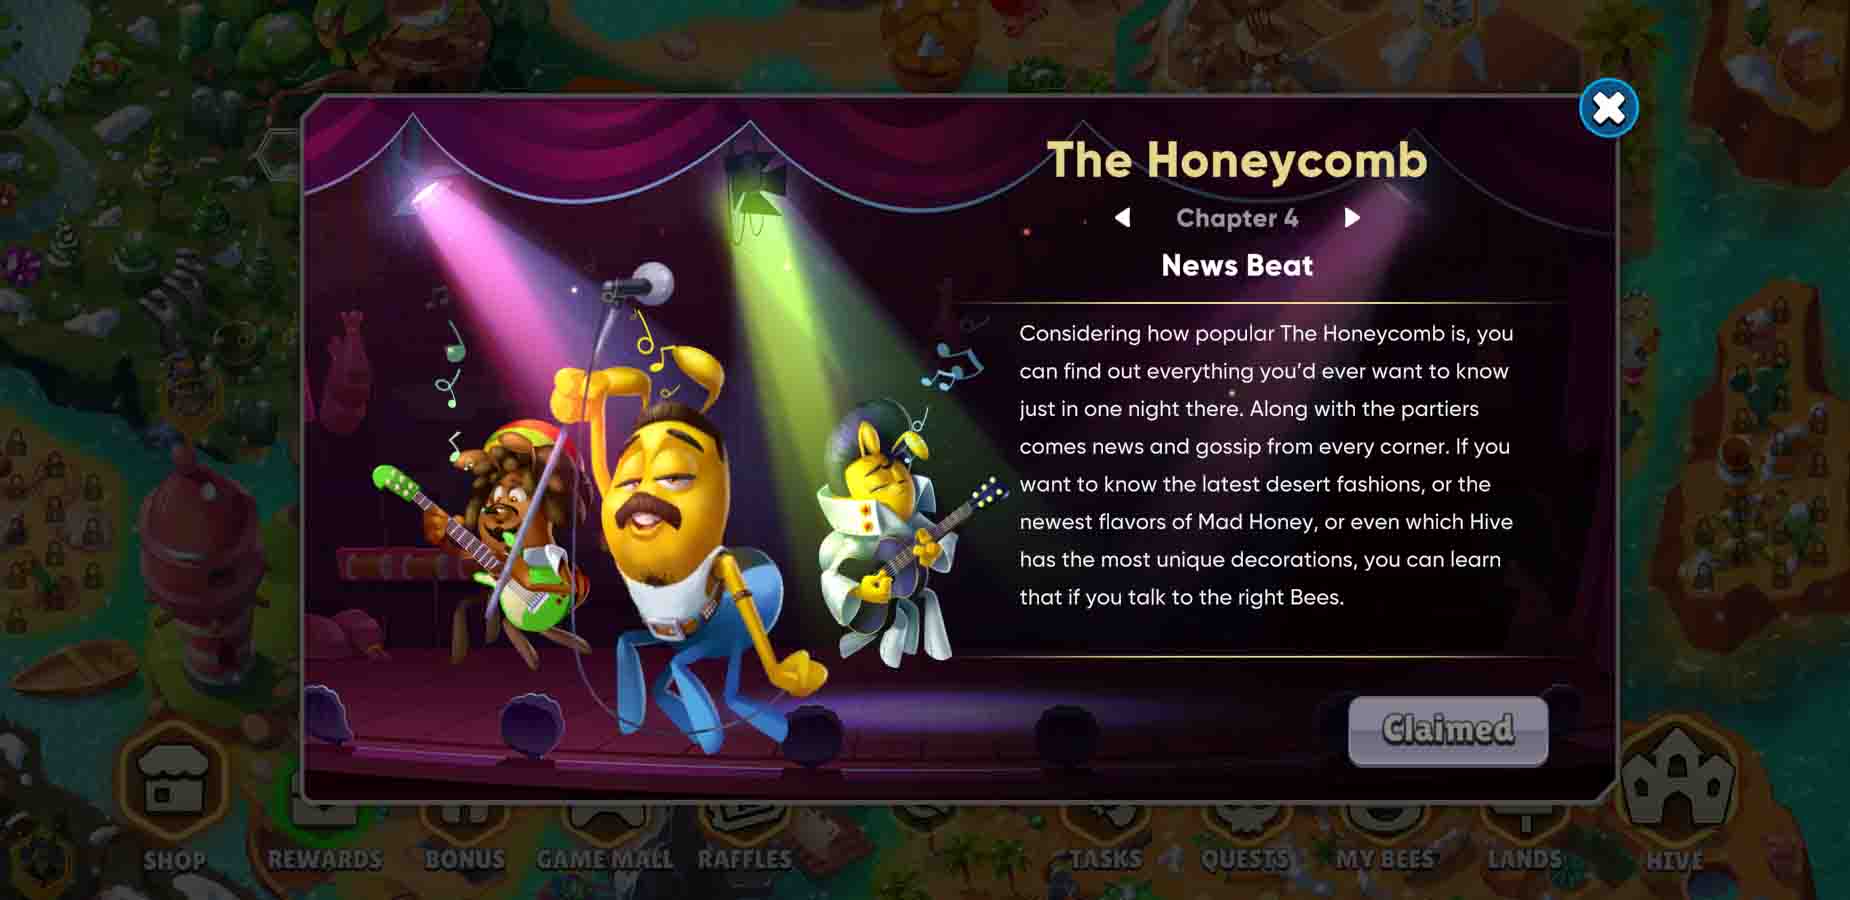 The Honeycomb
Chapter 4
News Beat
Considering how popular The Honeycomb is, you
can find out everything you’d ever want to know
just in one night there. Along with the partiers
comes news and gossip from every corner. If you
want to know the latest desert fashions, or the
newest flavors of Mad Honey, or even which Hive
has the most unique decorations, you can learn
that if you talk to the right Bees.
Claimed
SHOP
REWARDS
BONUS
GAME MALL
RAFFLES
TASKS
QUESTS
MY BEES
LANDS
HIVE